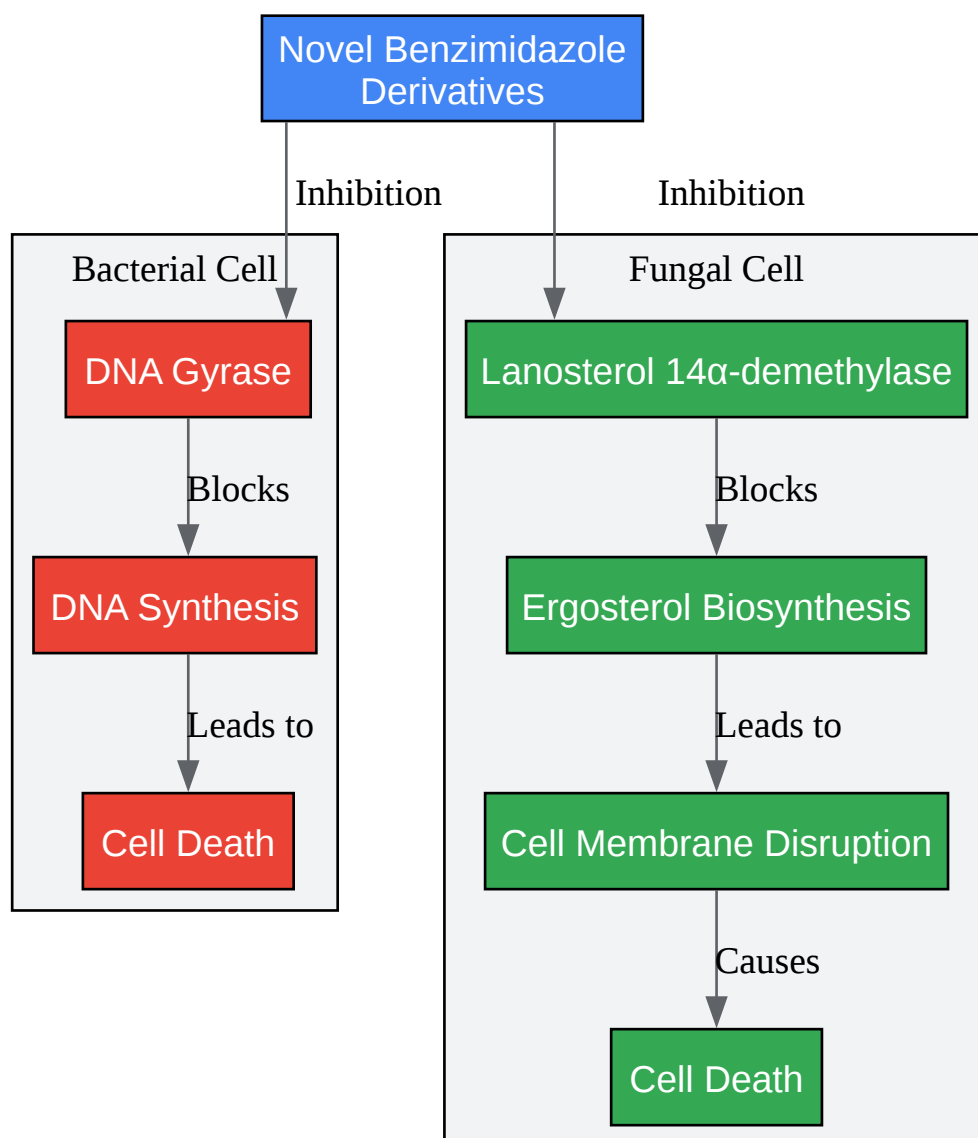 Novel Benzimidazole
Derivatives
Inhibition
Inhibition
Bacterial Cell
DNA Gyrase
Blocks
DNA Synthesis
Leads to
Cell Death
Fungal Cell
Lanosterol 14α-demethylase
Blocks
Ergosterol Biosynthesis
Leads to
Cell Membrane Disruption
Causes
Cell Death